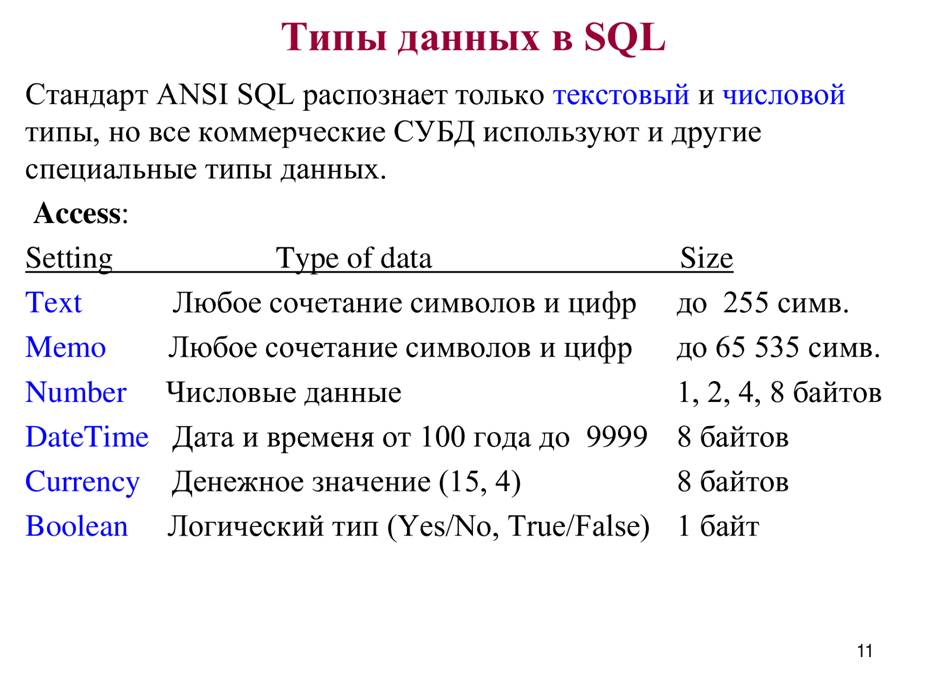 Типы данных в SQL
Стандарт ANSI SQL распознает только текстовый и числовой
типы, но все коммерческие СУБД используют и другие
специальные типы данных.
Access:
Setting Type of data Size
Text Любое сочетание символов и цифр до 255 симв.
Memo Любое сочетание символов и цифр до 65 535 симв.
Number Числовые данные 1, 2, 4, 8 байтов
DateTime Дата и временя от 100 года до 9999 8 байтов
Currency Денежное значение (15, 4) 8 байтов
Boolean Логический тип (Yes/No, True/False) 1 байт
11